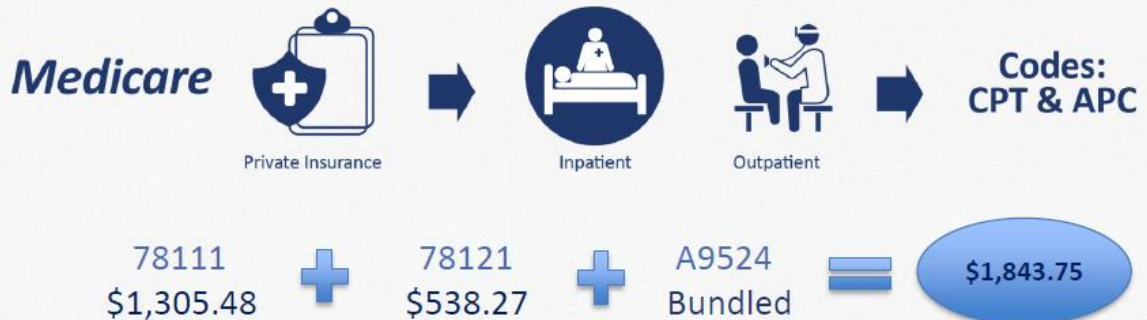 Medicare
Private Insurance
Inpatient
Outpatient
Codes:
CPT & APC
78111
$1,305.48
78121
$538.27
A9524
Bundled
$1,843.75